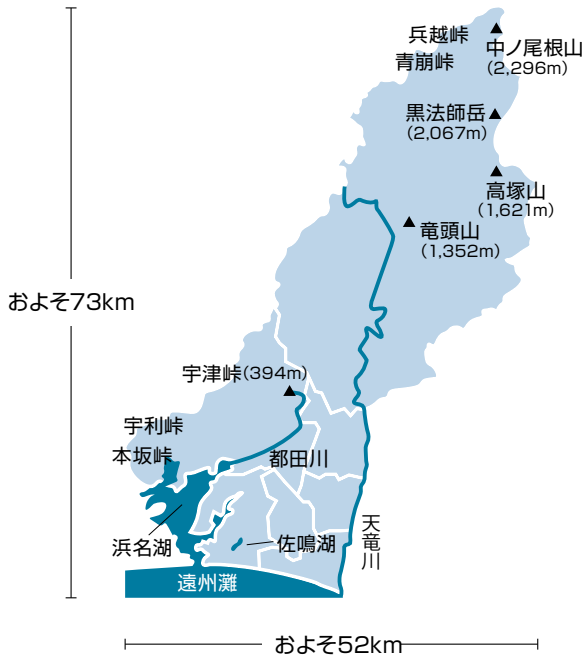 兵越峠
中ノ尾根山
(2,296m)
青崩峠
黒法師岳
(2,067m)
高塚山
(1,621m)
竜頭山
(1,352m)
およそ73km
宇津峠(394m)
宇利峠
本坂峠
都田川
天竜川
浜名湖
佐鳴湖
遠州灘
およそ52km